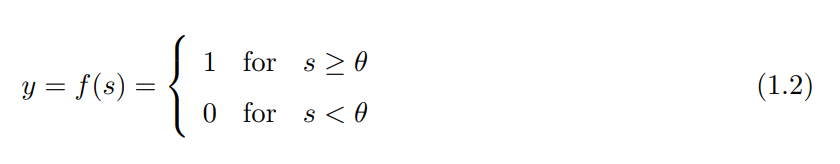 1 for s ≥ θ
y = f(s) = { (1.2)
0 for s < θ